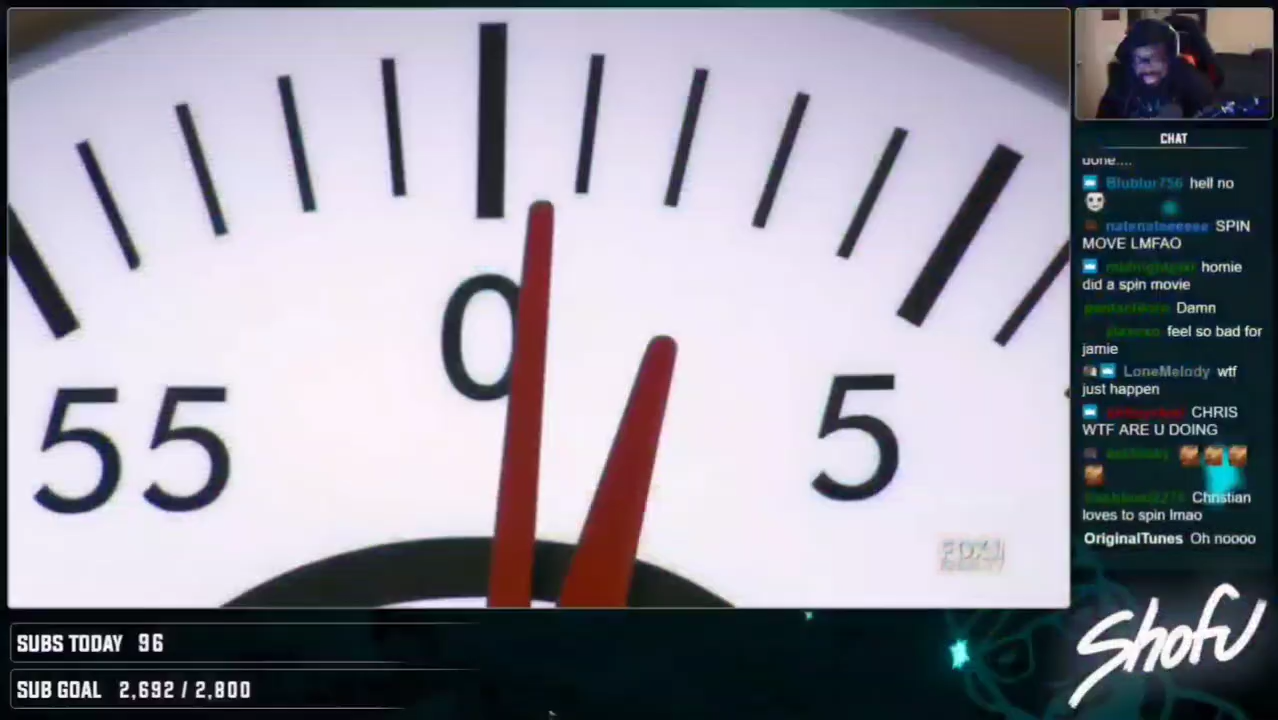 0
55
5
CHAT
done....
Blublur756 hell no
SPIN
MOVE LMFAO
homie
did a spin movie
Damn
feel so bad for
jamie
LoneMelody wtf
just happen
CHRIS
WTF ARE U DOING
Christian
loves to spin lmao
OriginalTunes Oh noooo
SUBS TODAY 96
SUB GOAL 2,692 / 2,800
Shofu